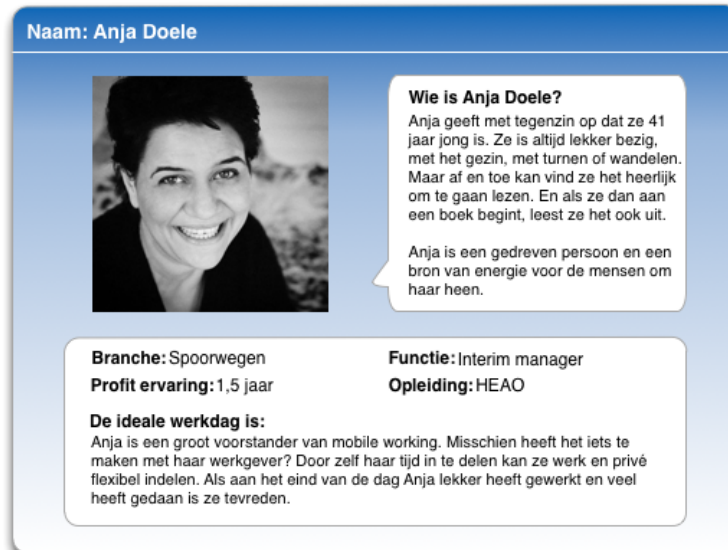 Naam: Anja Doele
Wie is Anja Doele?
Anja geeft met tegenzin op dat ze 41
jaar jong is. Ze is altijd lekker bezig,
met het gezin, met turnen of wandelen.
Maar af en toe kan vind ze het heerlijk
om te gaan lezen. En als ze dan aan
een boek begint, leest ze het ook uit.
Anja is een gedreven persoon en een
bron van energie voor de mensen om
haar heen.
Branche: Spoorwegen
Functie: Interim manager
Profit ervaring: 1,5 jaar
Opleiding: HEAO
De ideale werkdag is:
Anja is een groot voorstander van mobile working. Misschien heeft het iets te
maken met haar werkgever? Door zelf haar tijd in te delen kan ze werk en privé
flexibel indelen. Als aan het eind van de dag Anja lekker heeft gewerkt en veel
heeft gedaan is ze tevreden.